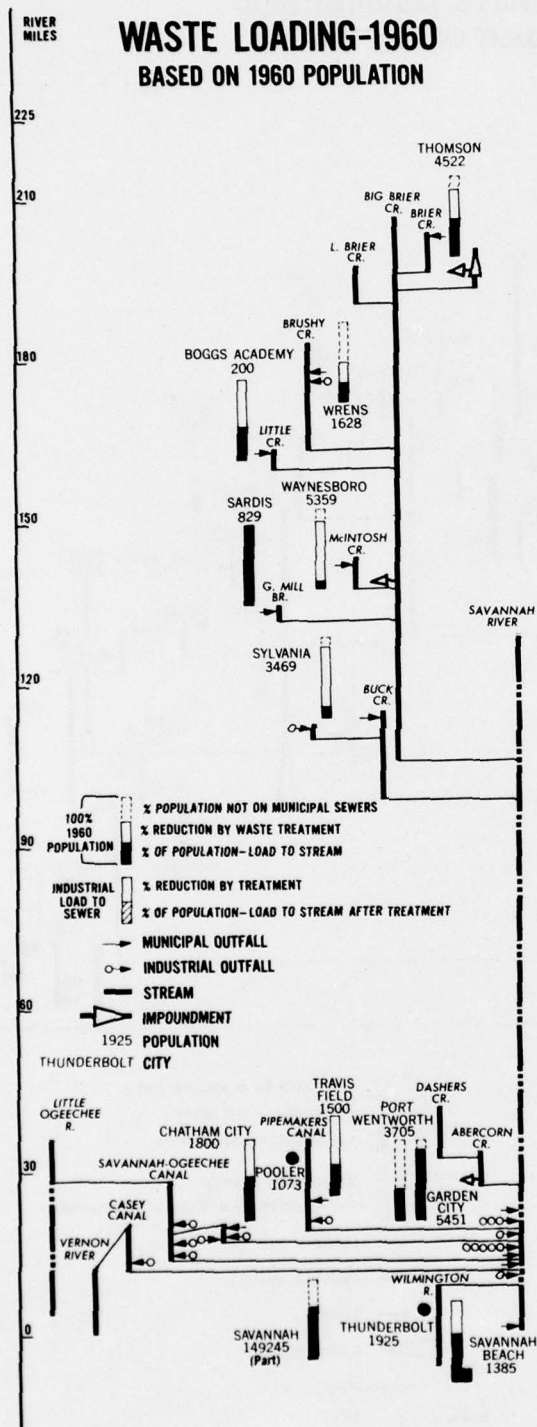 RIVER
MILES
WASTE LOADING-1960
BASED ON 1960 POPULATION
225
THOMSON
4522
210
BIG BRIER
CR.
BRIER
CR.
L. BRIER
CR.
BRUSHY
CR.
180
BOGGS ACADEMY
200
WRENS
1628
LITTLE
CR.
WAYNESBORO
5359
150
SARDIS
829
McINTOSH
CR.
G. MILL
BR.
SAVANNAH
RIVER
SYLVANIA
3469
120
BUCK
CR.
100%
1960
POPULATION
% POPULATION NOT ON MUNICIPAL SEWERS
% REDUCTION BY WASTE TREATMENT
% OF POPULATION-LOAD TO STREAM
90
INDUSTRIAL
LOAD TO
SEWER
% REDUCTION BY TREATMENT
% OF POPULATION-LOAD TO STREAM AFTER TREATMENT
MUNICIPAL OUTFALL
INDUSTRIAL OUTFALL
STREAM
60
IMPOUNDMENT
1925 POPULATION
THUNDERBOLT CITY
LITTLE
OGEECHEE
R.
TRAVIS
FIELD
1500
DASHERS
CR.
PORT
WENTWORTH
3705
CHATHAM CITY
1800
PIPEMAKERS
CANAL
ABERCORN
CR.
SAVANNAH-OGEECHEE
CANAL
POOLER
1073
30
GARDEN
CITY
5451
CASEY
CANAL
VERNON
RIVER
WILMINGTON
R.
0
SAVANNAH
149245
(Part)
THUNDERBOLT
1925
SAVANNAH
BEACH
1385